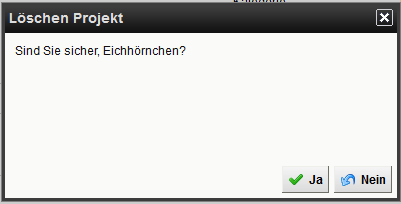 Löschen Projekt
Sind Sie sicher, Eichhörnchen?
Ja
Nein